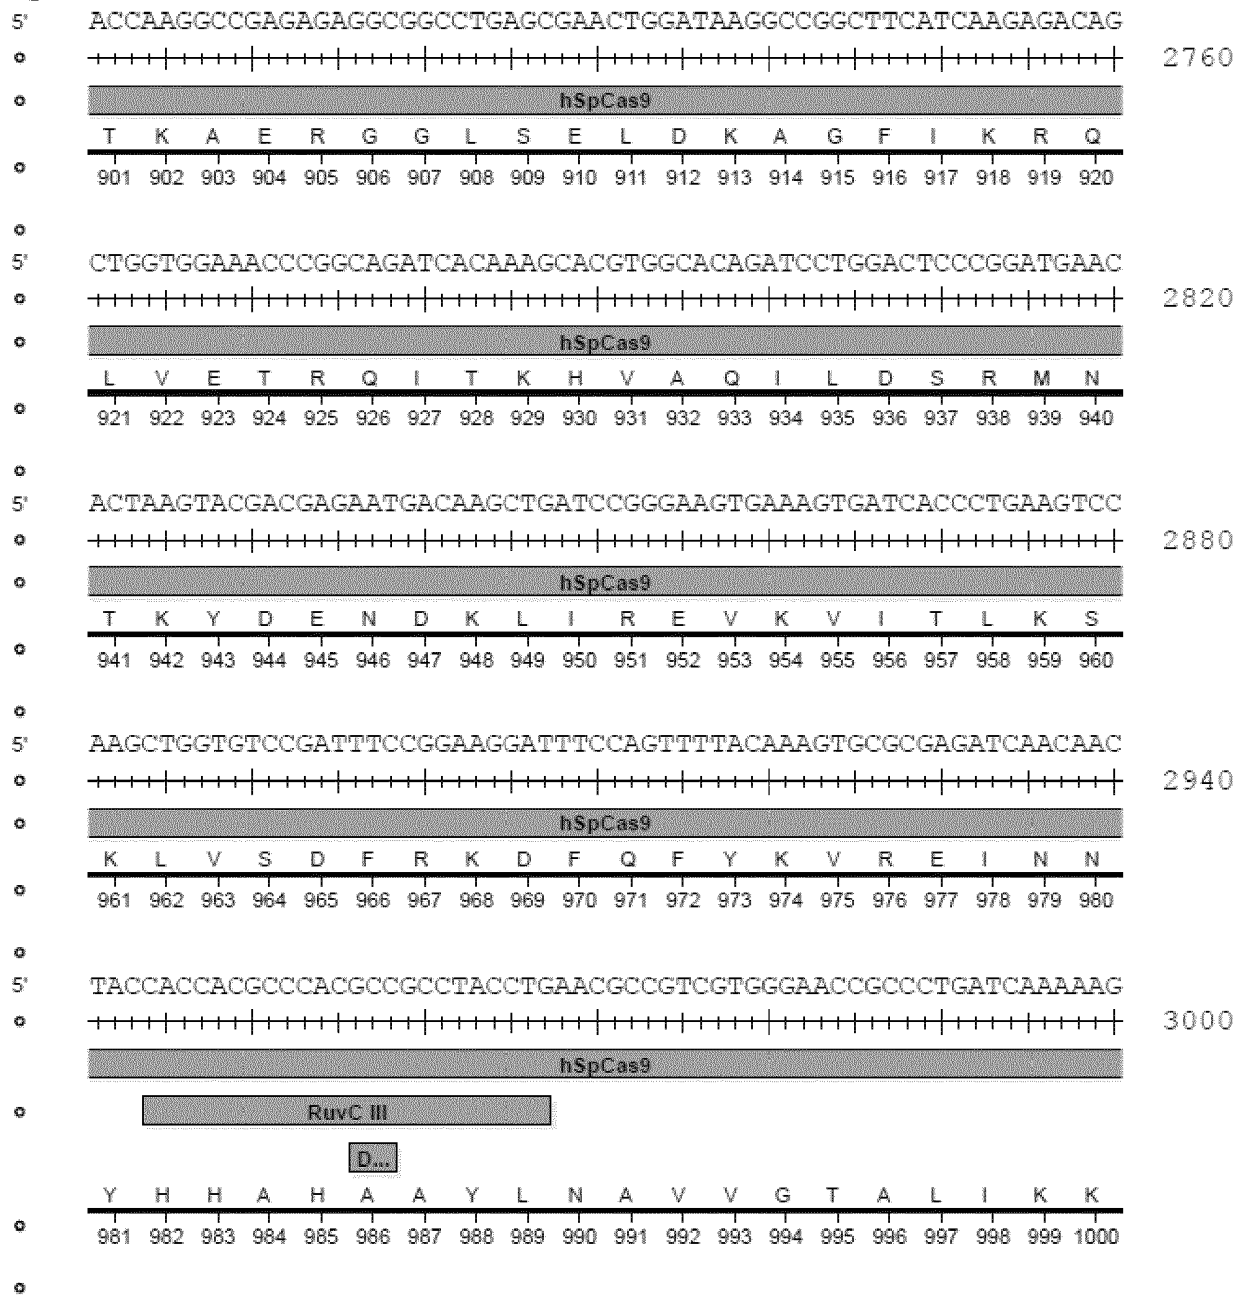 5' ACCAAGGCCGAGAGAGGCGGCCTGAGCGAACTGGATAAGGCCGGCTTCATCAAGAGACAG
2760
hSpCas9
T K A E R G G L S E L D K A G F I K R Q
901 902 903 904 905 906 907 908 909 910 911 912 913 914 915 916 917 918 919 920
5' CTGGTGGAAACCCGGCAGATCACAAAGCACGTGGCACAGATCCTGGACTCCCGGATGAAC
2820
hSpCas9
L V E T R Q I T K H V A Q I L D S R M N
921 922 923 924 925 926 927 928 929 930 931 932 933 934 935 936 937 938 939 940
5' ACTAAGTACGACGAGAATGACAAGCTGATCCGGGAAGTGAAAGTGATCACCCTGAAGTCC
2880
hSpCas9
T K Y D E N D K L I R E V K V I T L K S
941 942 943 944 945 946 947 948 949 950 951 952 953 954 955 956 957 958 959 960
5' AAGCTGGTGTCCGATTTCCGGAAGGATTTCCAGTTTTACAAAGTGCGCGAGATCAACAAC
2940
hSpCas9
K L V S D F R K D F Q F Y K V R E I N N
961 962 963 964 965 966 967 968 969 970 971 972 973 974 975 976 977 978 979 980
5' TACCACCACGCCCACGCCGCCTACCTGAACGCCGTCGTGGGAACCGCCCTGATCAAAAAG
3000
hSpCas9
RuvC III
D...
Y H H A H A A Y L N A V V G T A L I K K
981 982 983 984 985 986 987 988 989 990 991 992 993 994 995 996 997 998 999 1000